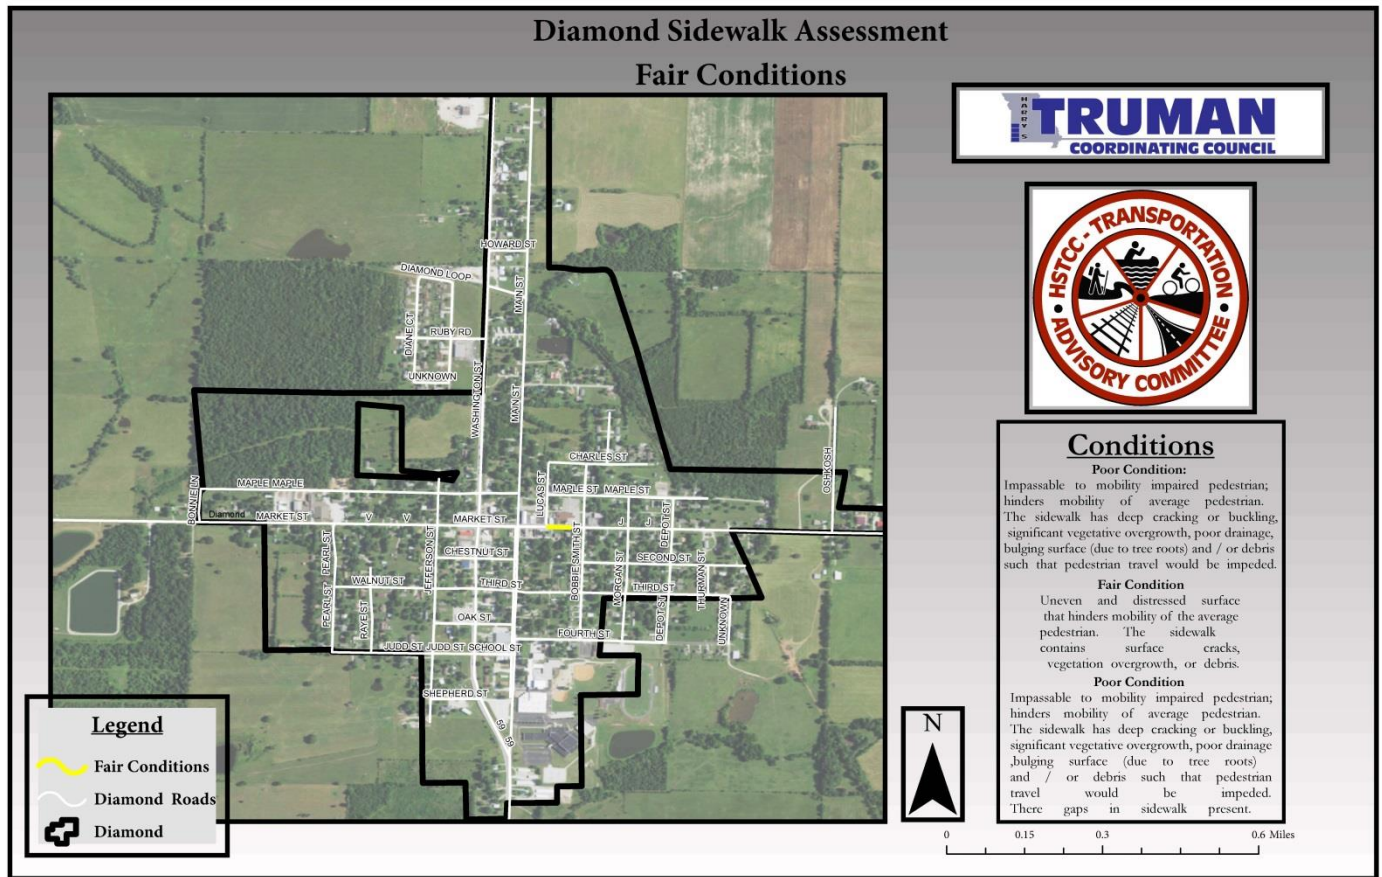 Diamond Sidewalk Assessment
Fair Conditions
HARRY S
TRUMAN
COORDINATING COUNCIL
HSTCC - TRANSPORTATION
ADVISORY COMMITTEE
HOWARD ST
DIAMOND LOOP
MAIN ST
DIANE CT
RUBY RD
UNKNOWN
WASHINGTON ST
MAIN ST
CHARLES ST
OSHKOSH
LUCAS ST
MAPLE MAPLE
MAPLE ST MAPLE ST
BONNIE LN
Diamond
MARKET ST
V V
MARKET ST
J J
DEPOT ST
PEARL ST
PEARL ST
JEFFERSON ST
CHESTNUT ST
BOBBIE SMITH ST
SECOND ST
MORGAN ST
THURMAN ST
WALNUT ST
THIRD ST
THIRD ST
RAYE ST
OAK ST
DEPOT ST
UNKNOWN
FOURTH ST
JUDD ST JUDD ST SCHOOL ST
SHEPHERD ST
59 59
Conditions
Poor Condition:
Impassable to mobility impaired pedestrian;
hinders mobility of average pedestrian.
The sidewalk has deep cracking or buckling,
significant vegetative overgrowth, poor drainage,
bulging surface (due to tree roots) and / or debris
such that pedestrian travel would be impeded.
Fair Condition
Uneven and distressed surface
that hinders mobility of the average
pedestrian. The sidewalk
contains surface cracks,
vegetation overgrowth, or debris.
Poor Condition
Impassable to mobility impaired pedestrian;
hinders mobility of average pedestrian.
The sidewalk has deep cracking or buckling,
significant vegetative overgrowth, poor drainage
,bulging surface (due to tree roots)
and / or debris such that pedestrian
travel would be impeded.
There gaps in sidewalk present.
Legend
Fair Conditions
Diamond Roads
Diamond
N
0 0.15 0.3 0.6 Miles